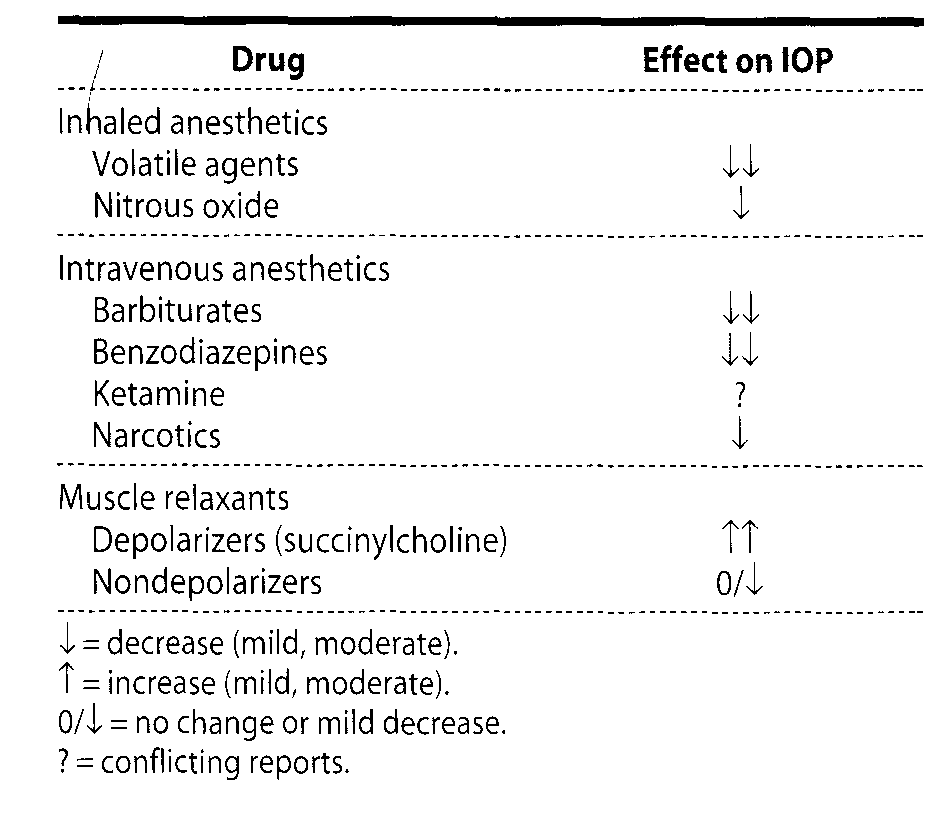 Drug Effect on IOP
Inhaled anesthetics
Volatile agents ↓↓
Nitrous oxide ↓
Intravenous anesthetics
Barbiturates ↓↓
Benzodiazepines ↓↓
Ketamine ?
Narcotics ↓
Muscle relaxants
Depolarizers (succinylcholine) ↑↑
Nondepolarizers 0/↓
↓ = decrease (mild, moderate).
↑ = increase (mild, moderate).
0/↓ = no change or mild decrease.
? = conflicting reports.